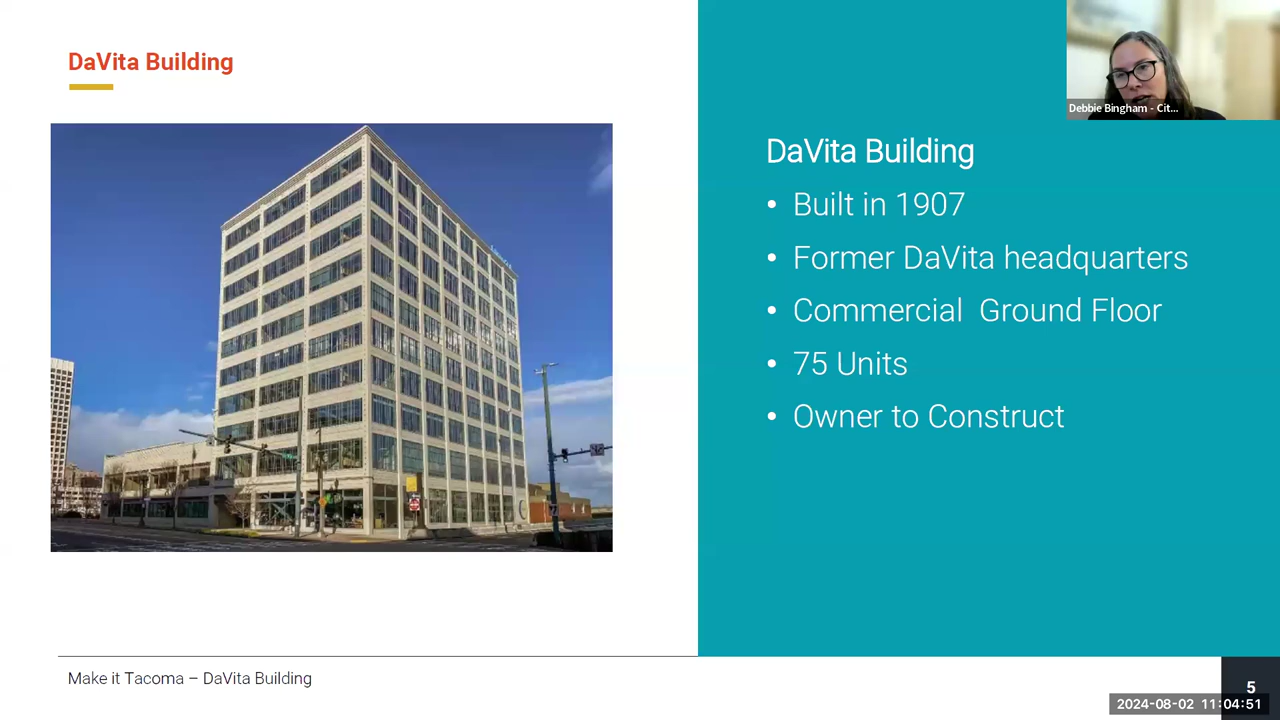 DaVita Building
Debbie Bingham - Cit...
DaVita Building
• Built in 1907
• Former DaVita headquarters
• Commercial  Ground Floor
• 75 Units
• Owner to Construct
Make it Tacoma – DaVita Building
5
2024-08-02 11:04:51